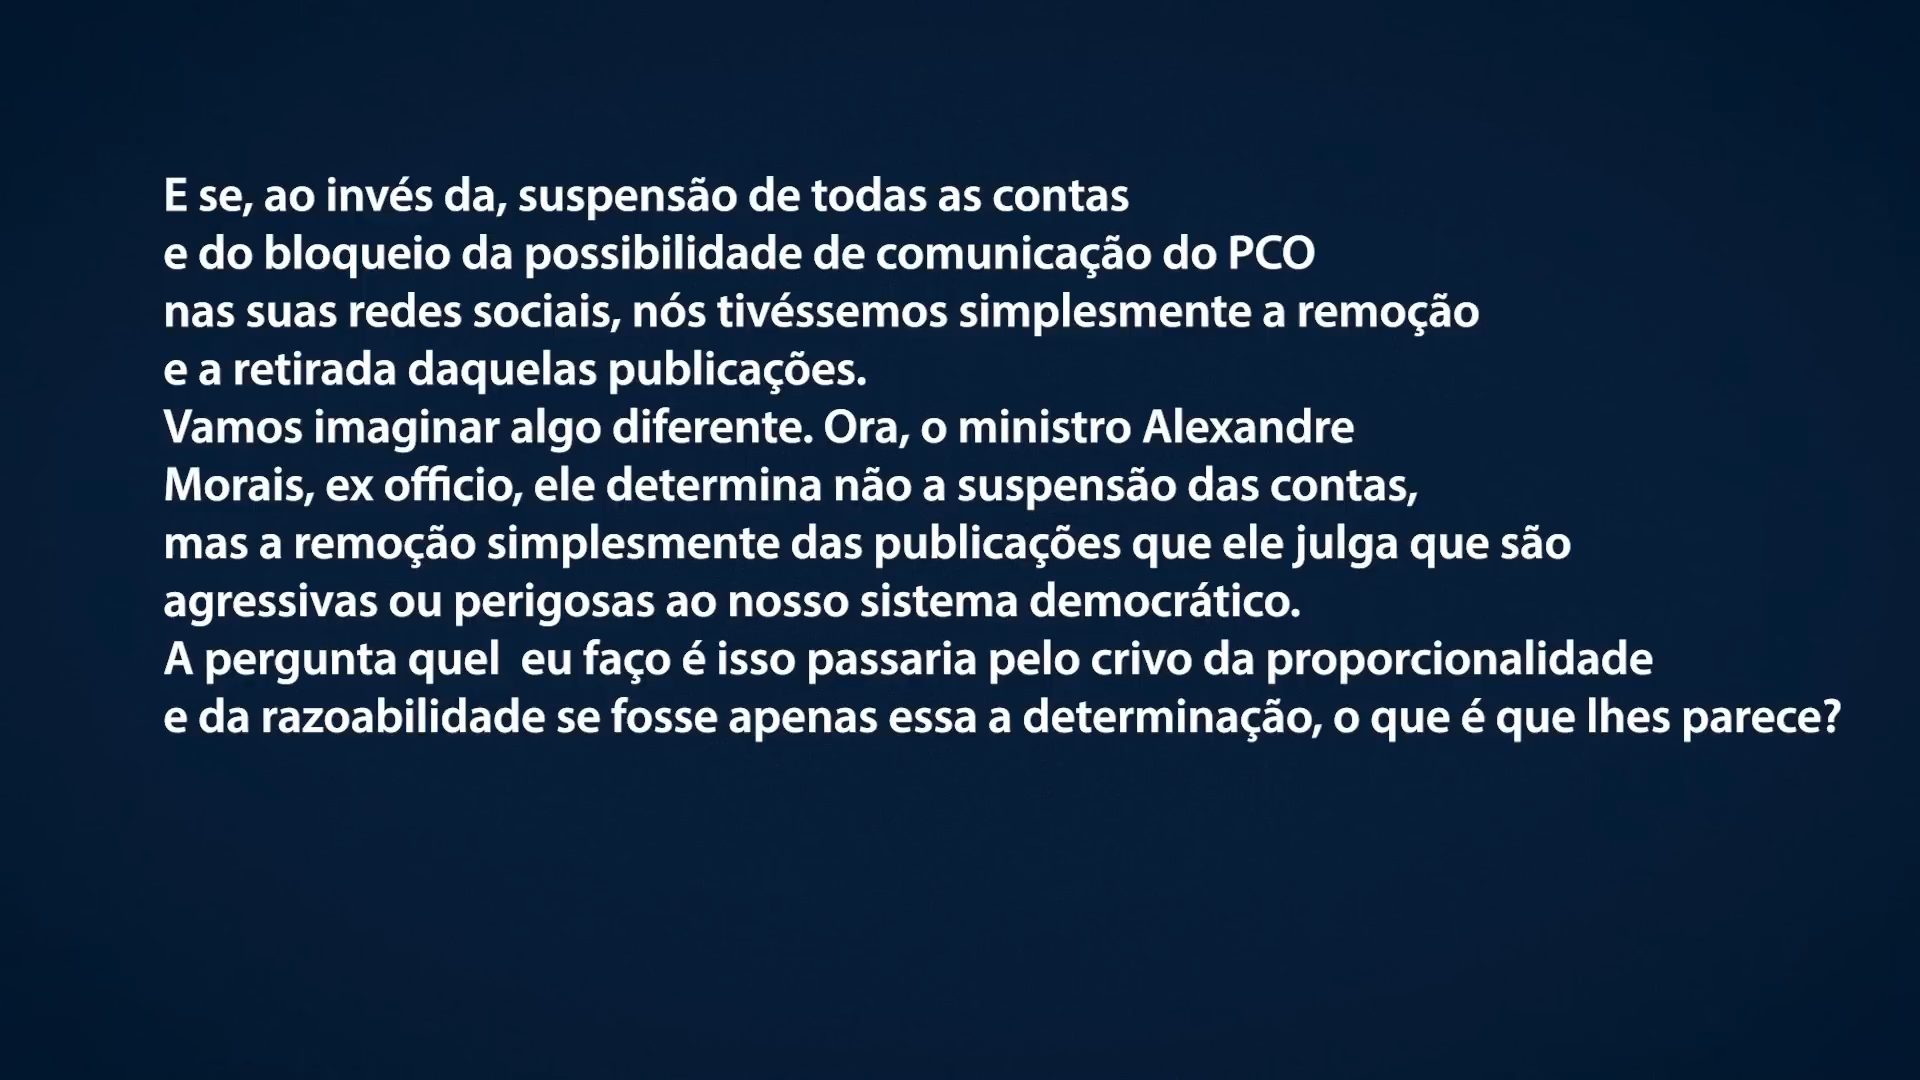 E se, ao invés da, suspensão de todas as contas
e do bloqueio da possibilidade de comunicação do PCO
nas suas redes sociais, nós tivéssemos simplesmente a remoção
e a retirada daquelas publicações.
Vamos imaginar algo diferente. Ora, o ministro Alexandre
Morais, ex officio, ele determina não a suspensão das contas,
mas a remoção simplesmente das publicações que ele julga que são
agressivas ou perigosas ao nosso sistema democrático.
A pergunta quel  eu faço é isso passaria pelo crivo da proporcionalidade
e da razoabilidade se fosse apenas essa a determinação, o que é que lhes parece?